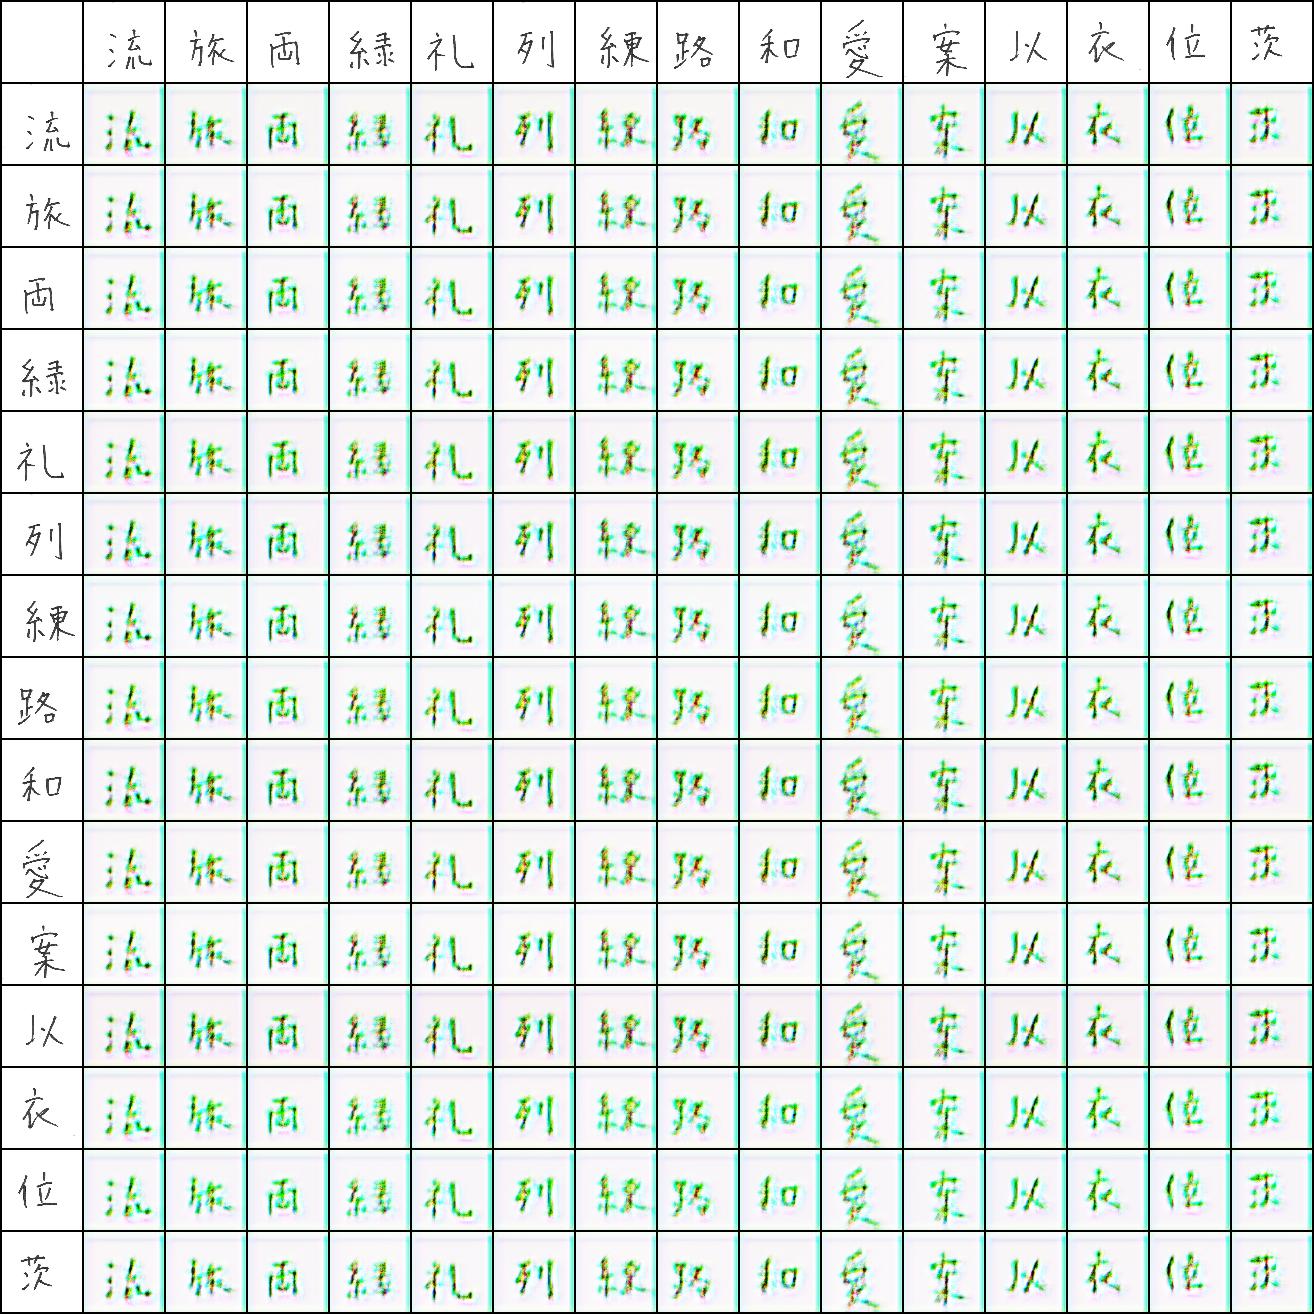 流 旅 両 緑 礼 列 練 路 和 愛 案 以 衣 位 茨
流 流 旅 両 緑 礼 列 練 路 和 愛 案 以 衣 位 茨
旅 流 旅 両 緑 礼 列 練 路 和 愛 案 以 衣 位 茨
両 流 旅 両 緑 礼 列 練 路 和 愛 案 以 衣 位 茨
緑 流 旅 両 緑 礼 列 練 路 和 愛 案 以 衣 位 茨
礼 流 旅 両 緑 礼 列 練 路 和 愛 案 以 衣 位 茨
列 流 旅 両 緑 礼 列 練 路 和 愛 案 以 衣 位 茨
練 流 旅 両 緑 礼 列 練 路 和 愛 案 以 衣 位 茨
路 流 旅 両 緑 礼 列 練 路 和 愛 案 以 衣 位 茨
和 流 旅 両 緑 礼 列 練 路 和 愛 案 以 衣 位 茨
愛 流 旅 両 緑 礼 列 練 路 和 愛 案 以 衣 位 茨
案 流 旅 両 緑 礼 列 練 路 和 愛 案 以 衣 位 茨
以 流 旅 両 緑 礼 列 練 路 和 愛 案 以 衣 位 茨
衣 流 旅 両 緑 礼 列 練 路 和 愛 案 以 衣 位 茨
位 流 旅 両 緑 礼 列 練 路 和 愛 案 以 衣 位 茨
茨 流 旅 両 緑 礼 列 練 路 和 愛 案 以 衣 位 茨